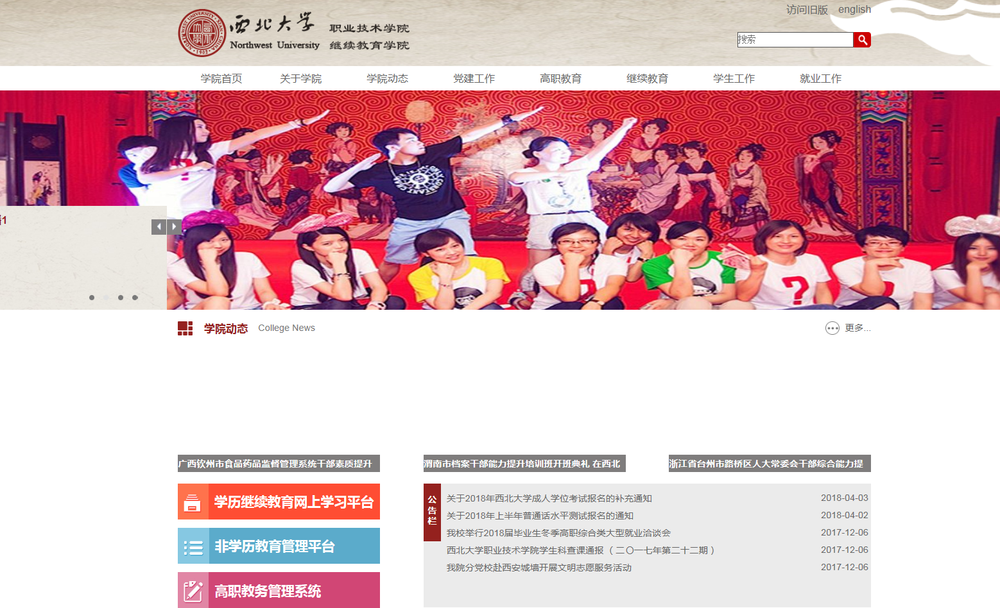 访问旧版 english
西北大学 职业技术学院
Northwest University 继续教育学院
NORTHWEST UNIVERSITY XI'AN CHINA
1902
搜索
学院首页 关于学院 学院动态 党建工作 高职教育 继续教育 学生工作 就业工作
1
学院动态 College News 更多...
广西钦州市食品药品监督管理系统干部素质提升 渭南市档案干部能力提升培训班开班典礼 在西北 浙江省台州市路桥区人大常委会干部综合能力提
学历继续教育网上学习平台
非学历教育管理平台
高职教务管理系统
公告栏
关于2018年西北大学成人学位考试报名的补充通知 2018-04-03
关于2018年上半年普通话水平测试报名的通知 2018-04-02
我校举行2018届毕业生冬季高职综合类大型就业洽谈会 2017-12-06
西北大学职业技术学院学生科查课通报（二〇一七年第二十二期） 2017-12-06
我院分党校赴西安城墙开展文明志愿服务活动 2017-12-06